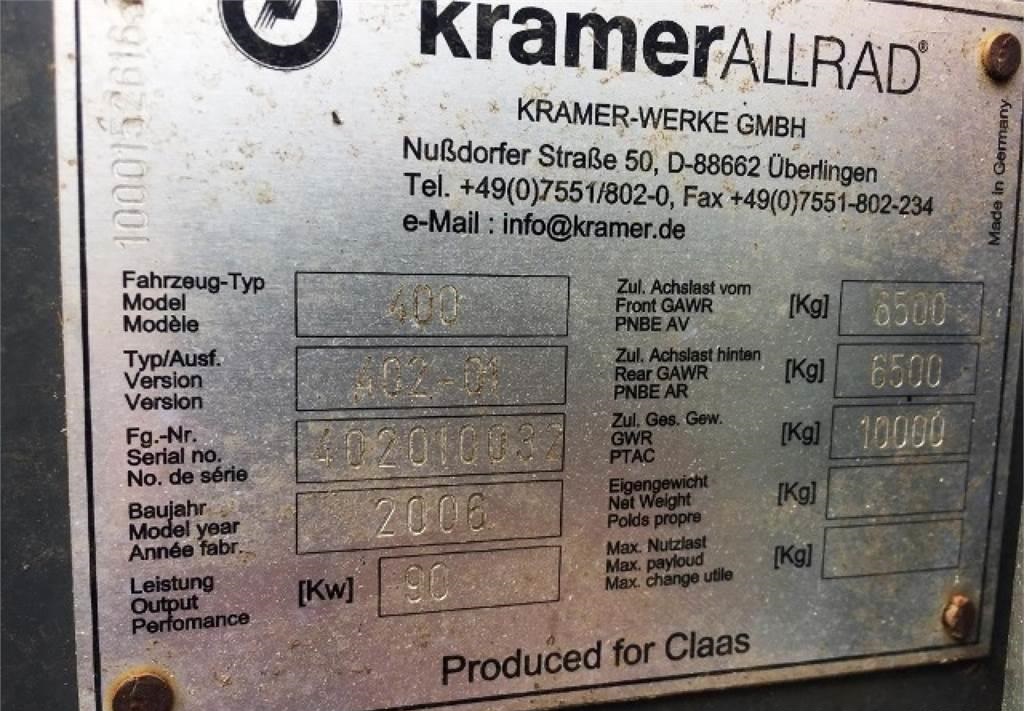 kramerALLRAD®
KRAMER-WERKE GMBH
Nußdorfer Straße 50, D-88662 Überlingen
Tel. +49(0)7551/802-0, Fax +49(0)7551-802-234
e-Mail : info@kramer.de
Made in Germany
Fahrzeug-Typ
Model
Modèle
400
Typ/Ausf.
Version
Version
402-01
Fg.-Nr.
Serial no.
No. de série
402010032
Baujahr
Model year
Année fabr.
2006
Leistung
Output
Perfomance
[Kw]
90
Zul. Achslast vorn
Front GAWR
PNBE AV
[Kg]
6500
Zul. Achslast hinten
Rear GAWR
PNBE AR
[Kg]
6500
Zul. Ges. Gew.
GWR
PTAC
[Kg]
10000
Eigengewicht
Net Weight
Polds propre
[Kg]
Max. Nutzlast
Max. payloud
Max. change utile
[Kg]
Produced for Claas